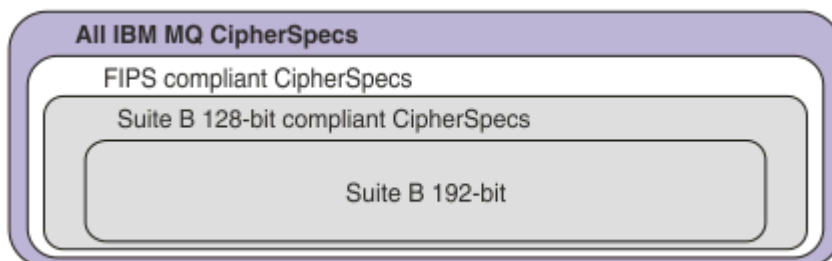 All IBM MQ CipherSpecs
FIPS compliant CipherSpecs
Suite B 128-bit compliant CipherSpecs
Suite B 192-bit